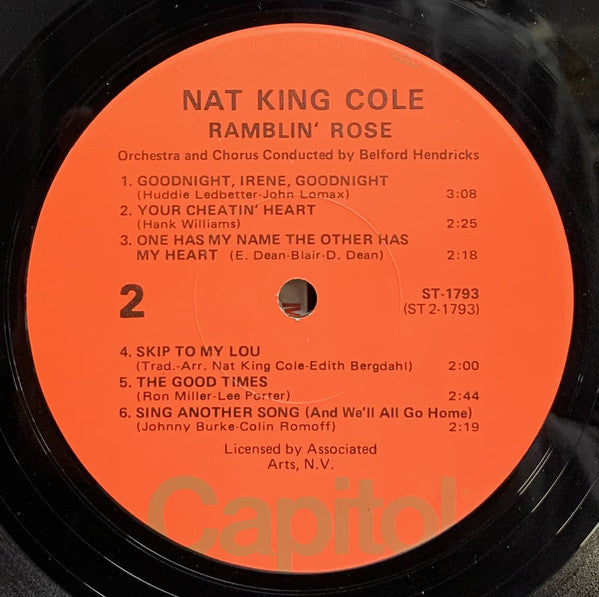 NAT KING COLE
RAMBLIN' ROSE
Orchestra and Chorus Conducted by Belford Hendricks
1. GOODNIGHT, IRENE, GOODNIGHT
(Huddie Ledbetter-John Lomax) 3:08
2. YOUR CHEATIN' HEART
(Hank Williams) 2:25
3. ONE HAS MY NAME THE OTHER HAS
MY HEART (E. Dean-Blair-D. Dean) 2:18
2 ST-1793
(ST 2-1793)
4. SKIP TO MY LOU
(Trad.-Arr. Nat King Cole-Edith Bergdahl) 2:00
5. THE GOOD TIMES
(Ron Miller-Lee Porter) 2:44
6. SING ANOTHER SONG (And We'll All Go Home)
(Johnny Burke-Colin Romoff) 2:19
Licensed by Associated
Arts, N.V.
Capitol®